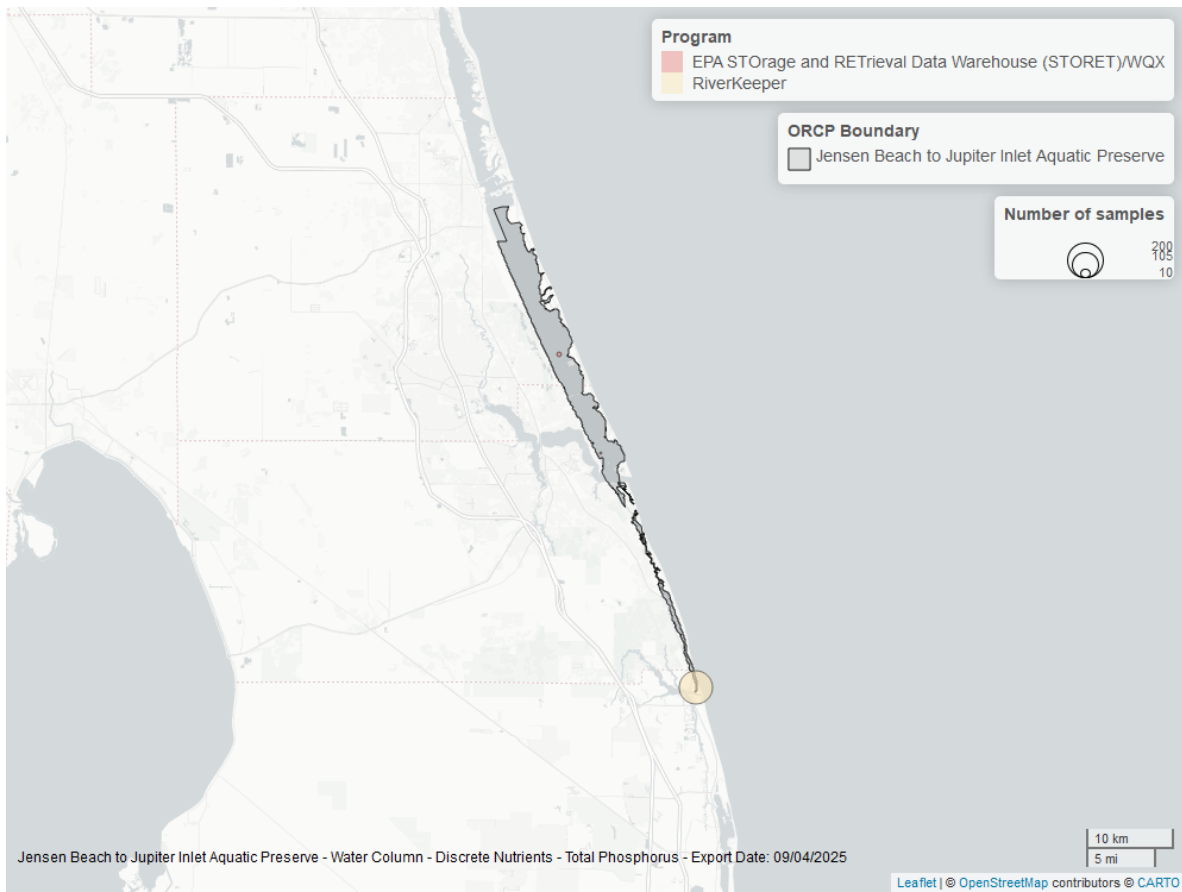 Program
EPA STOrage and RETrieval Data Warehouse (STORET)/WQX
RiverKeeper
ORCP Boundary
Jensen Beach to Jupiter Inlet Aquatic Preserve
Number of samples
200
105
10
10 km
5 mi
Jensen Beach to Jupiter Inlet Aquatic Preserve - Water Column - Discrete Nutrients - Total Phosphorus - Export Date: 09/04/2025
Leaflet | © OpenStreetMap contributors © CARTO